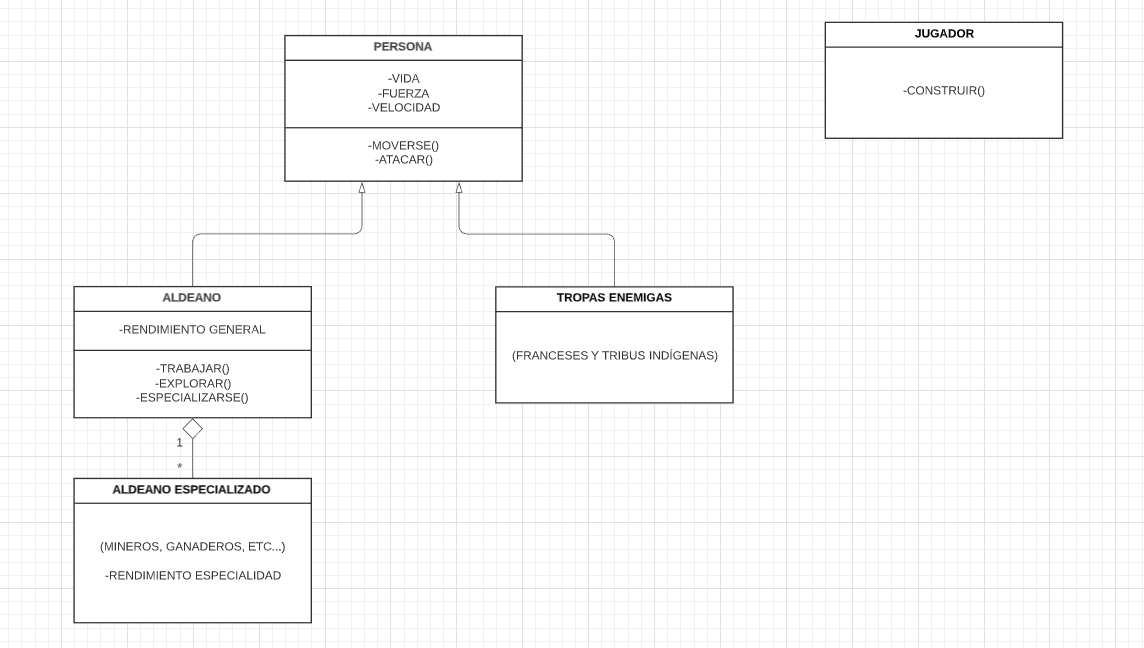 PERSONA
-VIDA
-FUERZA
-VELOCIDAD
-MOVERSE()
-ATACAR()
JUGADOR
-CONSTRUIR()
ALDEANO
-RENDIMIENTO GENERAL
-TRABAJAR()
-EXPLORAR()
-ESPECIALIZARSE()
TROPAS ENEMIGAS
(FRANCESES Y TRIBUS INDÍGENAS)
1
*
ALDEANO ESPECIALIZADO
(MINEROS, GANADEROS, ETC...)
-RENDIMIENTO ESPECIALIDAD